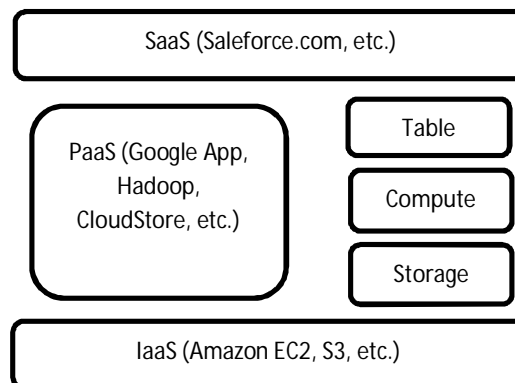 SaaS (Saleforce.com, etc.)
PaaS (Google App,
Hadoop,
CloudStore, etc.)
Table
Compute
Storage
IaaS (Amazon EC2, S3, etc.)